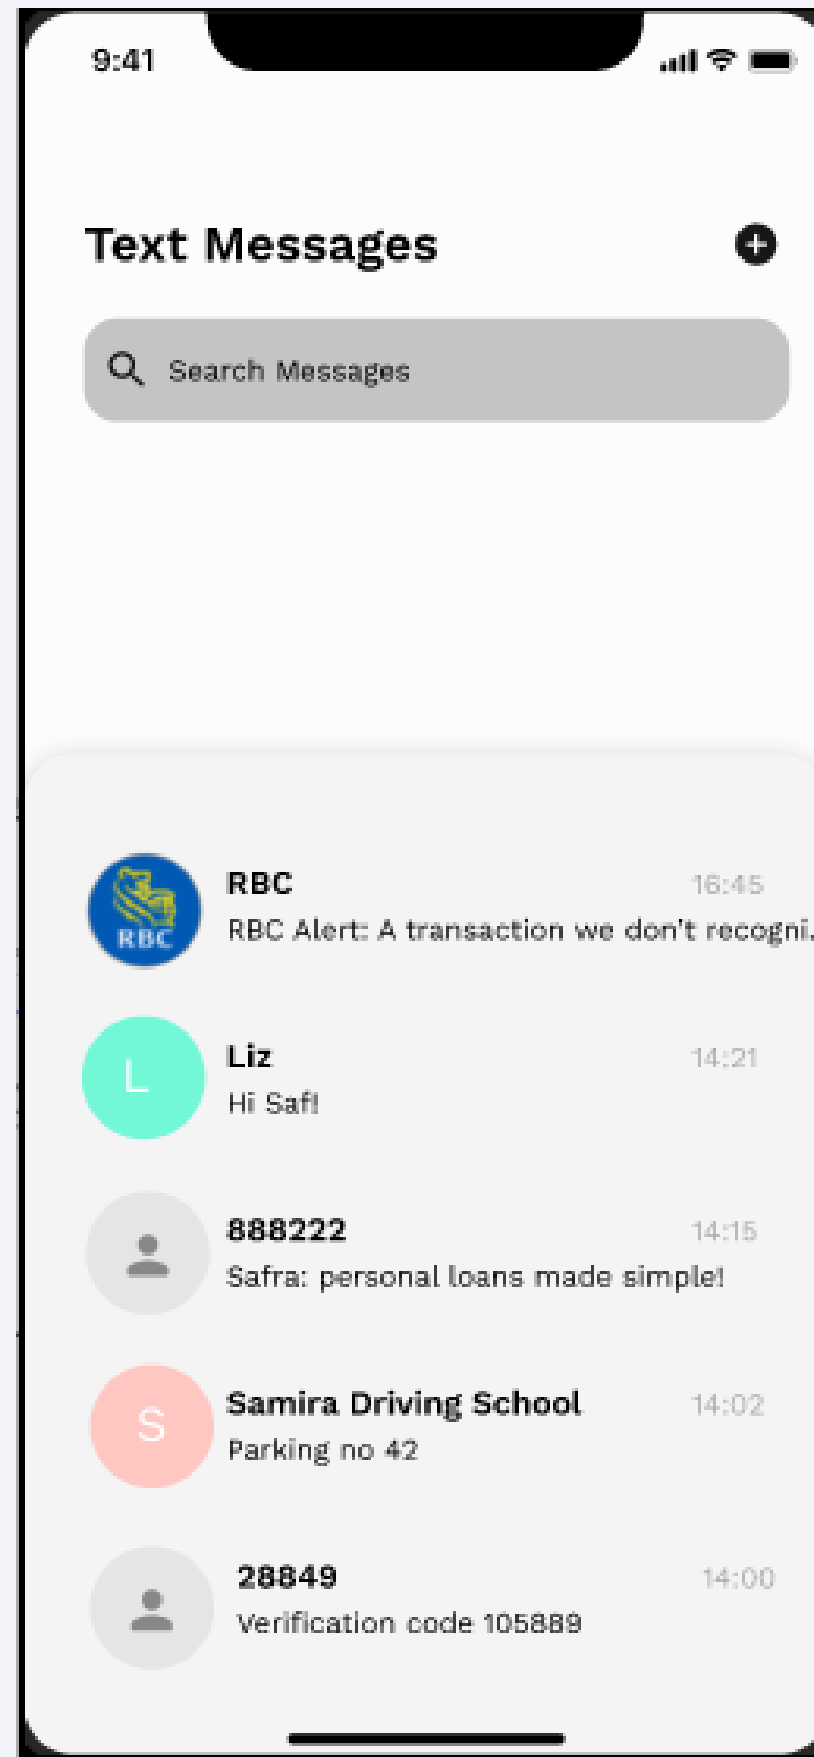 9:41
Text Messages
Search Messages
RBC
RBC 16:45
RBC Alert: A transaction we don't recogni.
L
Liz 14:21
Hi Saf!
888222 14:15
Safra: personal loans made simple!
S
Samira Driving School 14:02
Parking no 42
28849 14:00
Verification code 105889